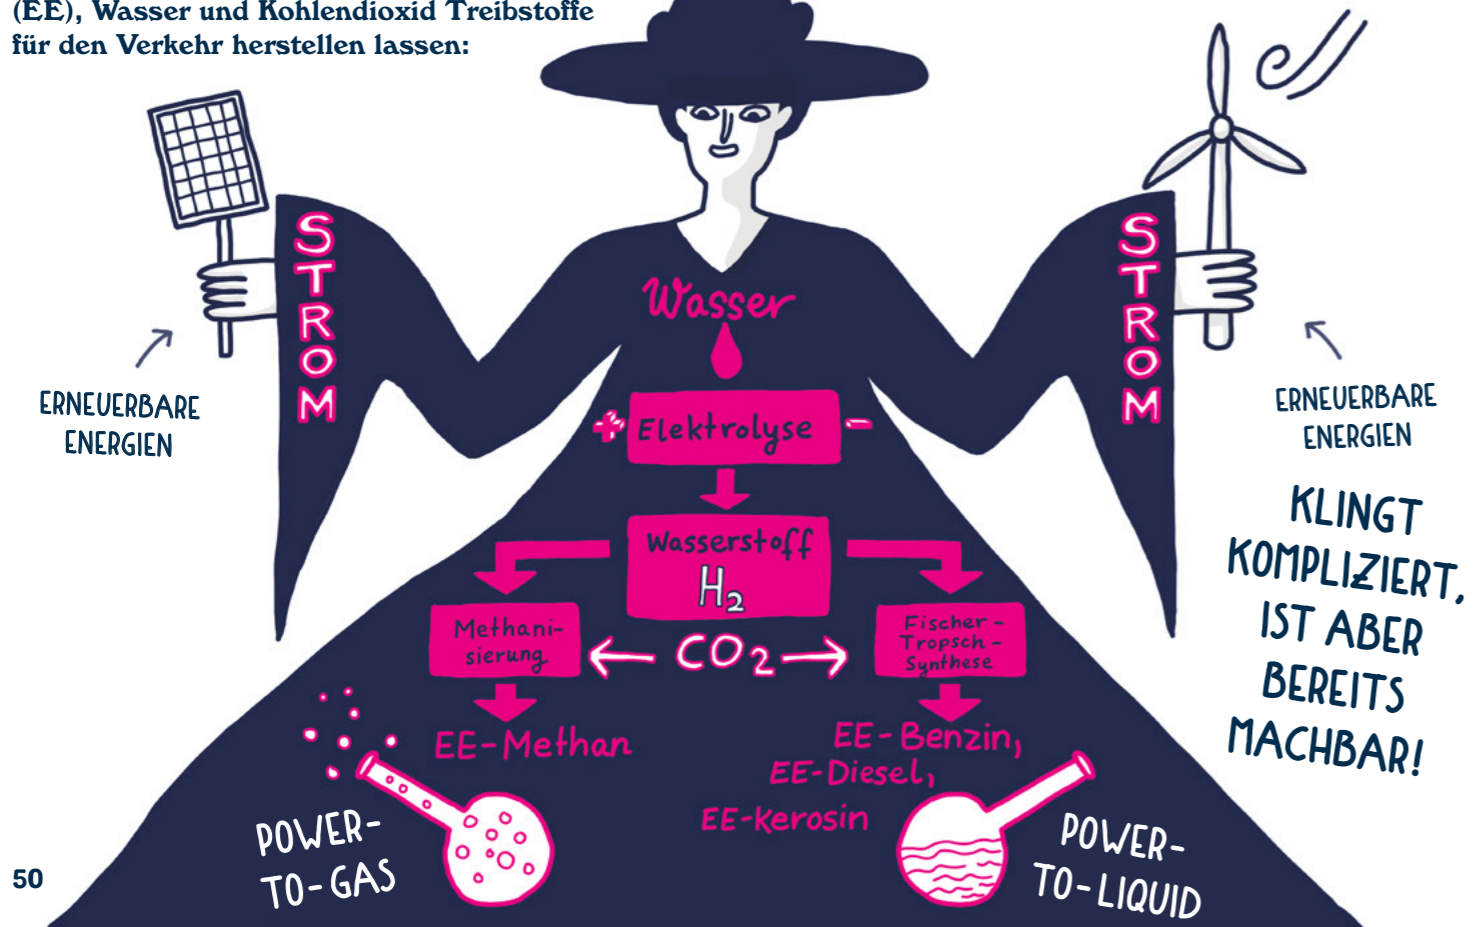 (EE), Wasser und Kohlendioxid Treibstoffe
für den Verkehr herstellen lassen:
STROM
STROM
ERNEUERBARE
ENERGIEN
ERNEUERBARE
ENERGIEN
Wasser
+ Elektrolyse -
Wasserstoff
H₂
Methani-
sierung
CO₂
Fischer-
Tropsch-
Synthese
EE-Methan
EE-Benzin,
EE-Diesel,
EE-Kerosin
POWER-
TO-GAS
POWER-
TO-LIQUID
KLINGT
KOMPLIZIERT,
IST ABER
BEREITS
MACHBAR!
50